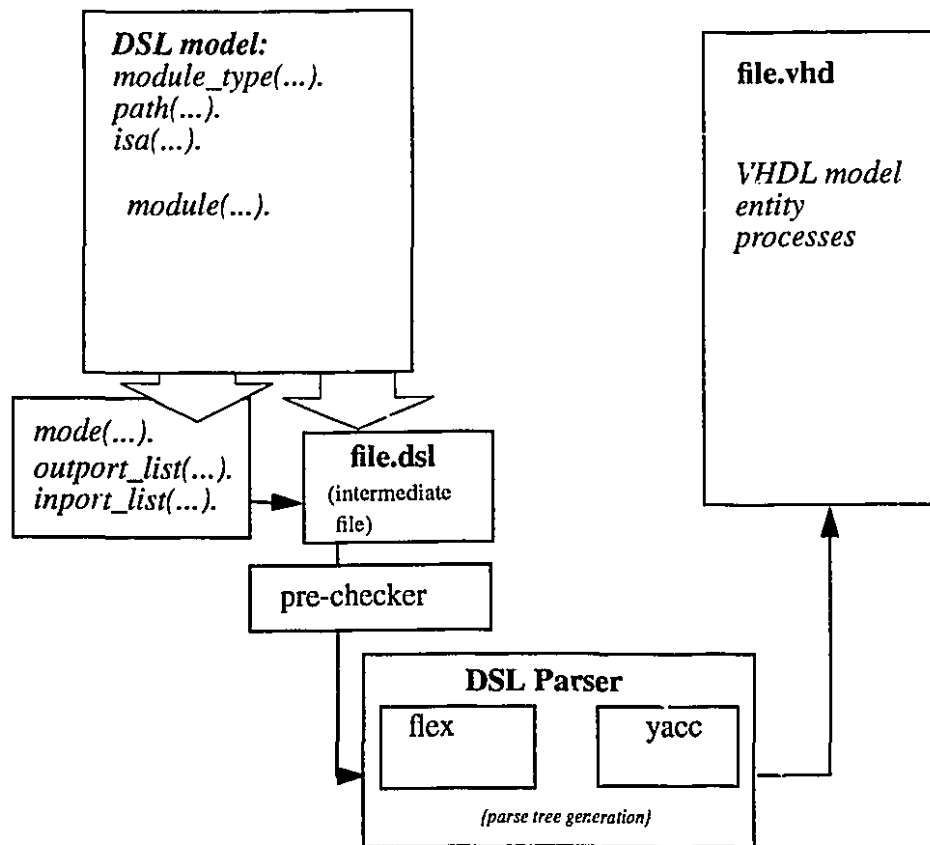 DSL model:
module_type(...).
path(...).
isa(...).
module(...).
file.vhd
VHDL model
entity
processes
mode(...).
outport_list(...).
inport_list(...).
file.dsl
(intermediate
file)
pre-checker
DSL Parser
flex
yacc
{parse tree generation}